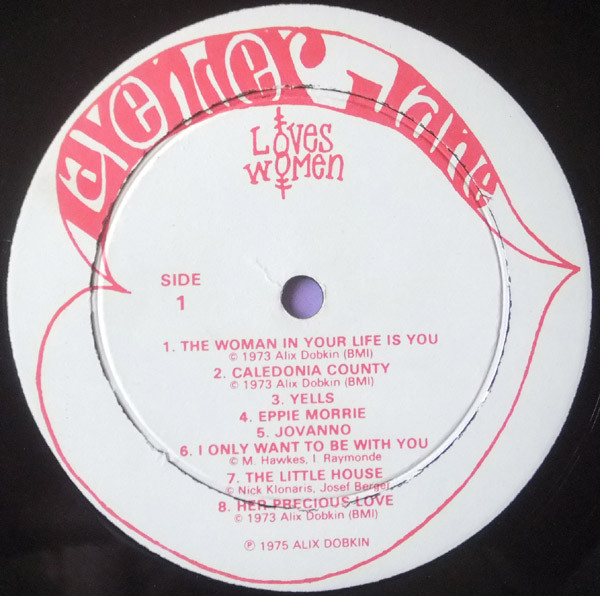 Lavender Jane
Loves
Women
SIDE
1
1. THE WOMAN IN YOUR LIFE IS YOU
© 1973 Alix Dobkin (BMI)
2. CALEDONIA COUNTY
© 1973 Alix Dobkin (BMI)
3. YELLS
4. EPPIE MORRIE
5. JOVANNO
6. I ONLY WANT TO BE WITH YOU
© M. Hawkes, I. Raymonde
7. THE LITTLE HOUSE
© Nick Klonaris, Josef Berger
8. HER PRECIOUS LOVE
© 1973 Alix Dobkin (BMI)
℗ 1975 ALIX DOBKIN